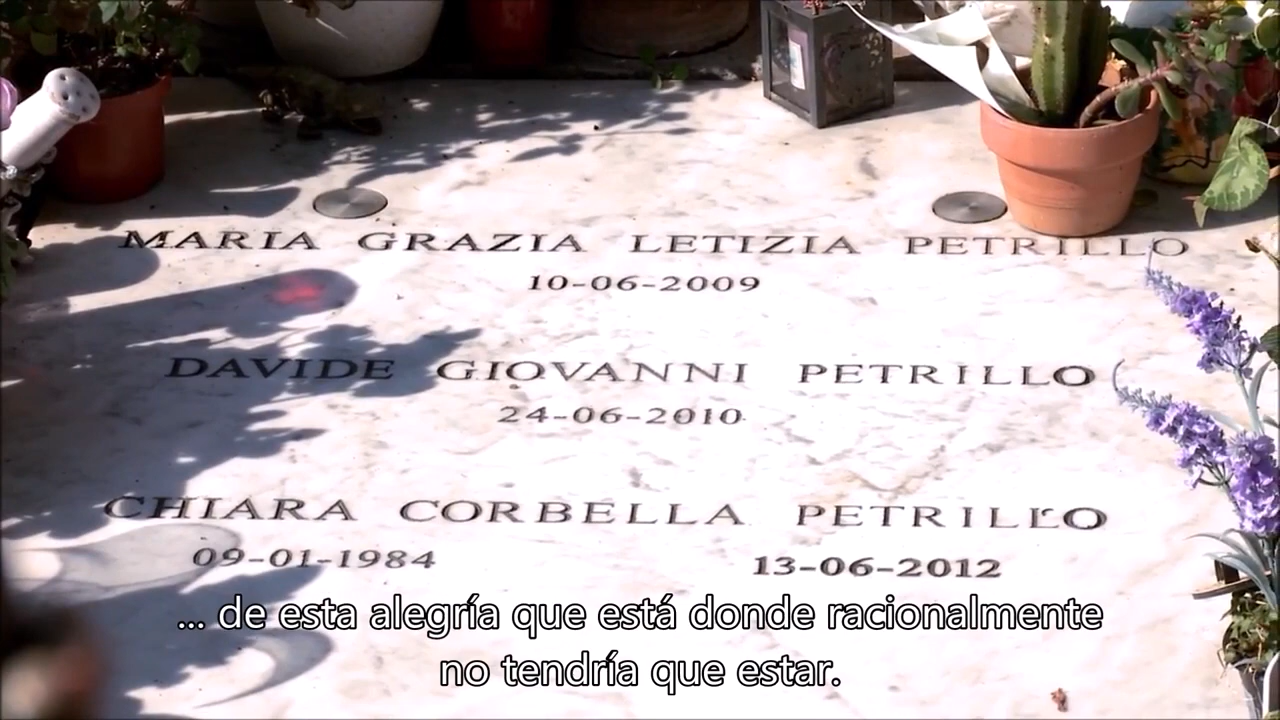 MARIA GRAZIA LETIZIA PETRILLO
10-06-2009
DAVIDE GIOVANNI PETRILLO
24-06-2010
CHIARA CORBELLA PETRILLO
09-01-1984 13-06-2012
... de esta alegría que está donde racionalmente
no tendría que estar.